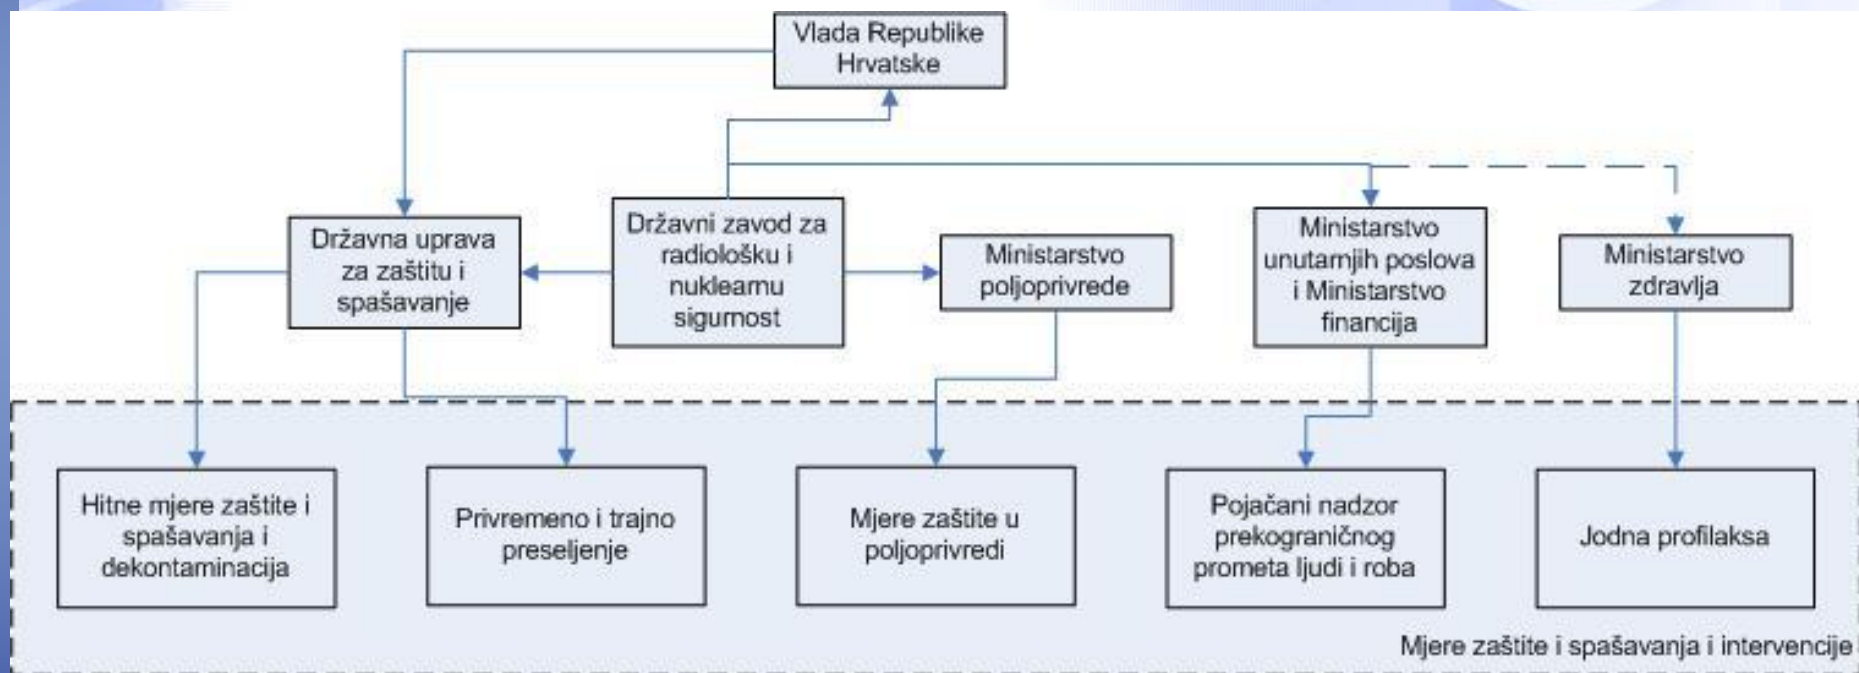 Vlada Republike
Hrvatske
Državna uprava
za zaštitu i
spašavanje
Državni zavod za
radiološku i
nuklearnu
sigurnost
Ministarstvo
poljoprivrede
Ministarstvo
unutarnjih poslova
i Ministarstvo
financija
Ministarstvo
zdravlja
Hitne mjere zaštite i
spašavanja i
dekontaminacija
Privremeno i trajno
preseljenje
Mjere zaštite u
poljoprivredi
Pojačani nadzor
prekograničnog
prometa ljudi i roba
Jodna profilaksa
Mjere zaštite i spašavanja i intervencije